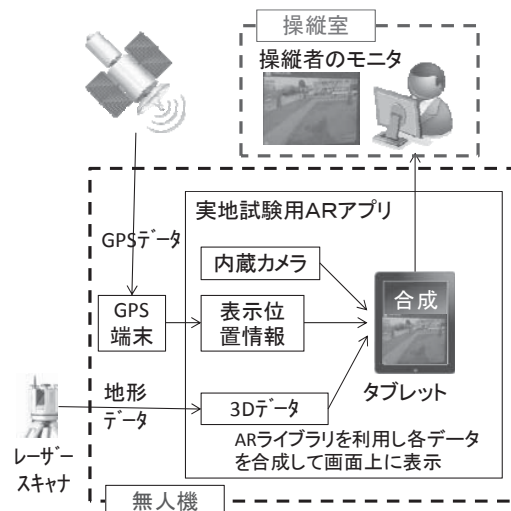 操縦室
操縦者のモニタ
実地試験用ARアプリ
GPSデータ
内蔵カメラ
GPS
端末
表示位
置情報
合成
地形
データ
3Dデータ
タブレット
レーザー
スキャナ
ARライブラリを利用し各データ
を合成して画面上に表示
無人機